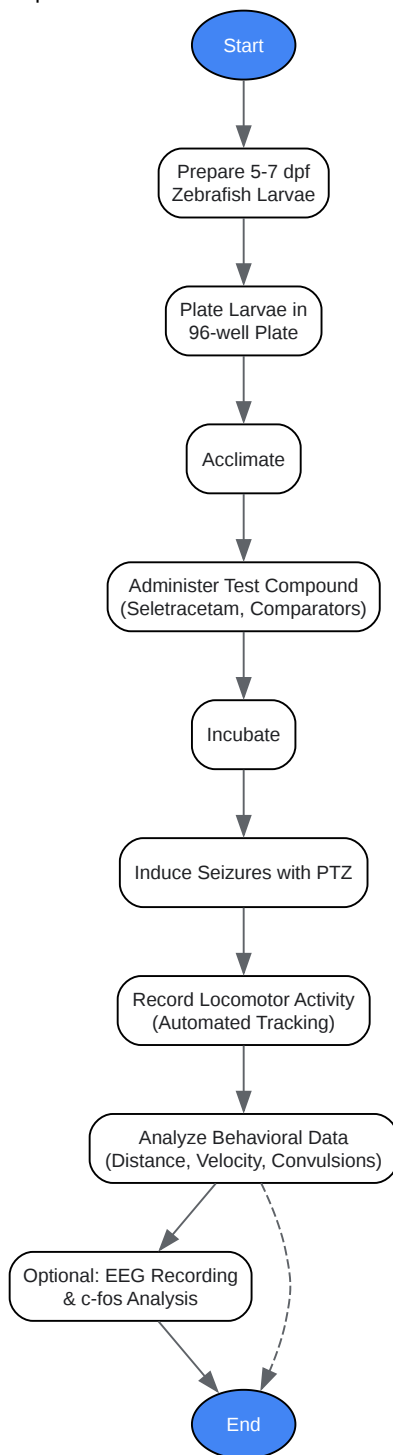 Start
Prepare 5-7 dpf
Zebrafish Larvae
Plate Larvae in
96-well Plate
Acclimate
Administer Test Compound
(Seletracetam, Comparators)
Incubate
Induce Seizures with PTZ
Record Locomotor Activity
(Automated Tracking)
Analyze Behavioral Data
(Distance, Velocity, Convulsions)
Optional: EEG Recording
& c-fos Analysis
End